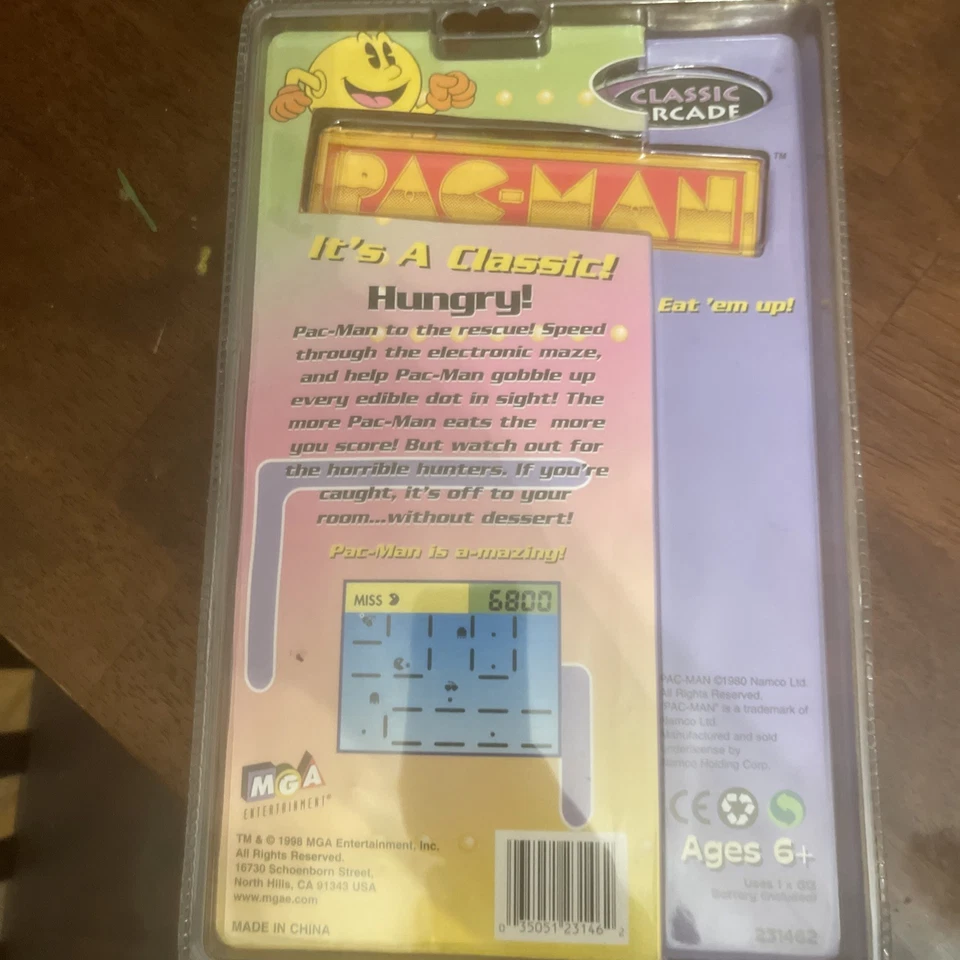 CLASSIC
RCADE
PAC-MAN
TM
It's A Classic!
Hungry!
Pac-Man to the rescue! Speed
through the electronic maze,
and help Pac-Man gobble up
every edible dot in sight! The
more Pac-Man eats the more
you score! But watch out for
the horrible hunters. If you're
caught, it's off to your
room...without dessert!
Pac-Man is a-mazing!
MISS 6800
MGA
ENTERTAINMENT®
TM & © 1998 MGA Entertainment, Inc.
All Rights Reserved.
16730 Schoenborn Street,
North Hills, CA 91343 USA
www.mgae.com
MADE IN CHINA
0 35051 23146 2
Eat 'em up!
PAC-MAN ©1980 Namco Ltd.
All Rights Reserved.
"PAC-MAN" is a trademark of
Namco Ltd.
Manufactured and sold
underlicense by
Namco Holding Corp.
CE
Ages 6+
Uses 1 x
Battery (included)
231462